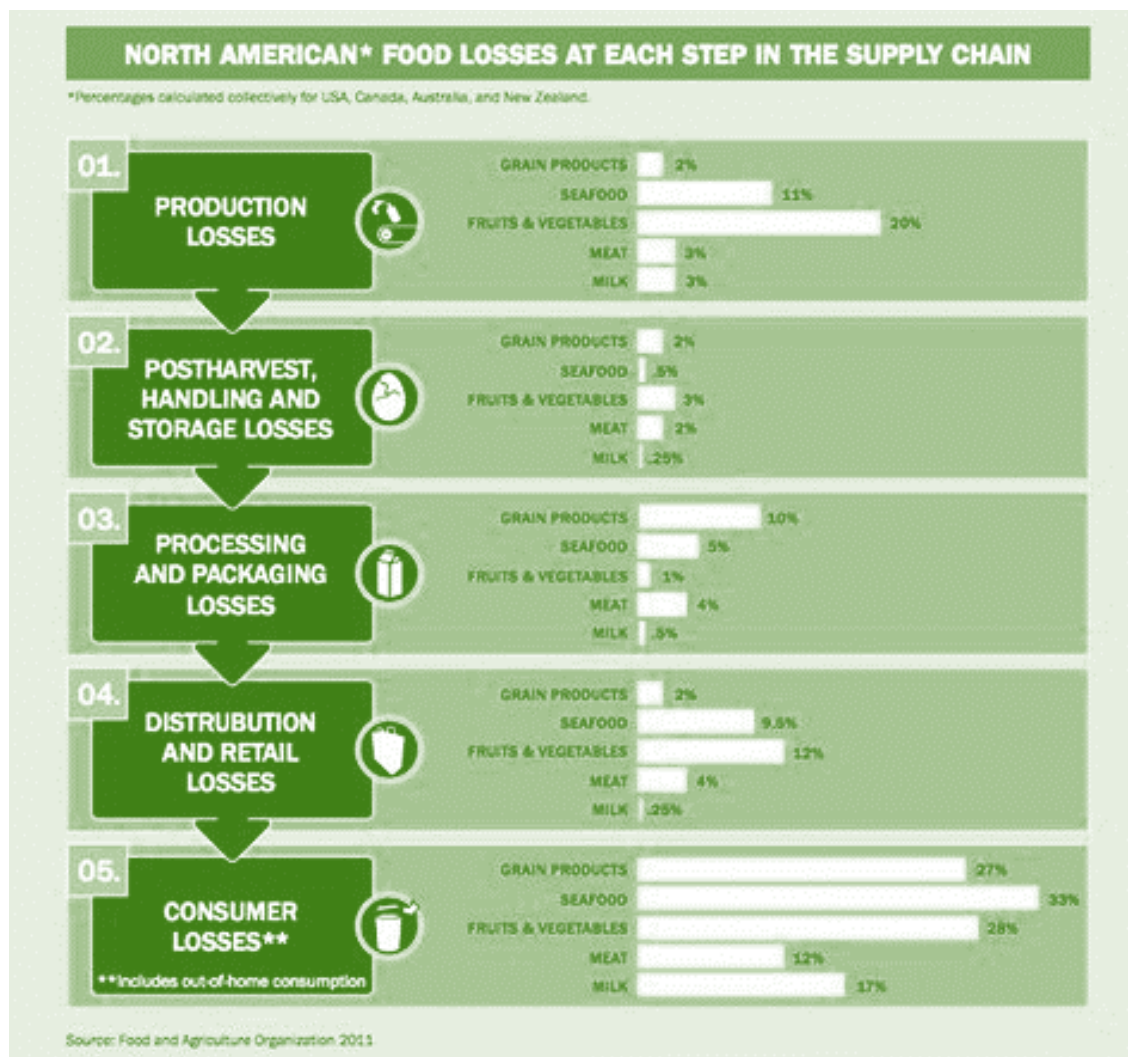 NORTH AMERICAN* FOOD LOSSES AT EACH STEP IN THE SUPPLY CHAIN
*Percentages calculated collectively for USA, Canada, Australia, and New Zealand.
01.
PRODUCTION
LOSSES
GRAIN PRODUCTS 2%
SEAFOOD 11%
FRUITS & VEGETABLES 20%
MEAT 3%
MILK 3%
02.
POSTHARVEST,
HANDLING AND
STORAGE LOSSES
GRAIN PRODUCTS 2%
SEAFOOD .5%
FRUITS & VEGETABLES 3%
MEAT 2%
MILK .25%
03.
PROCESSING
AND PACKAGING
LOSSES
GRAIN PRODUCTS 10%
SEAFOOD 5%
FRUITS & VEGETABLES 1%
MEAT 4%
MILK .5%
04.
DISTRUBUTION
AND RETAIL
LOSSES
GRAIN PRODUCTS 2%
SEAFOOD 9.5%
FRUITS & VEGETABLES 12%
MEAT 4%
MILK .25%
05.
CONSUMER
LOSSES**
**Includes out-of-home consumption
GRAIN PRODUCTS 27%
SEAFOOD 33%
FRUITS & VEGETABLES 28%
MEAT 12%
MILK 17%
Source: Food and Agriculture Organization 2011